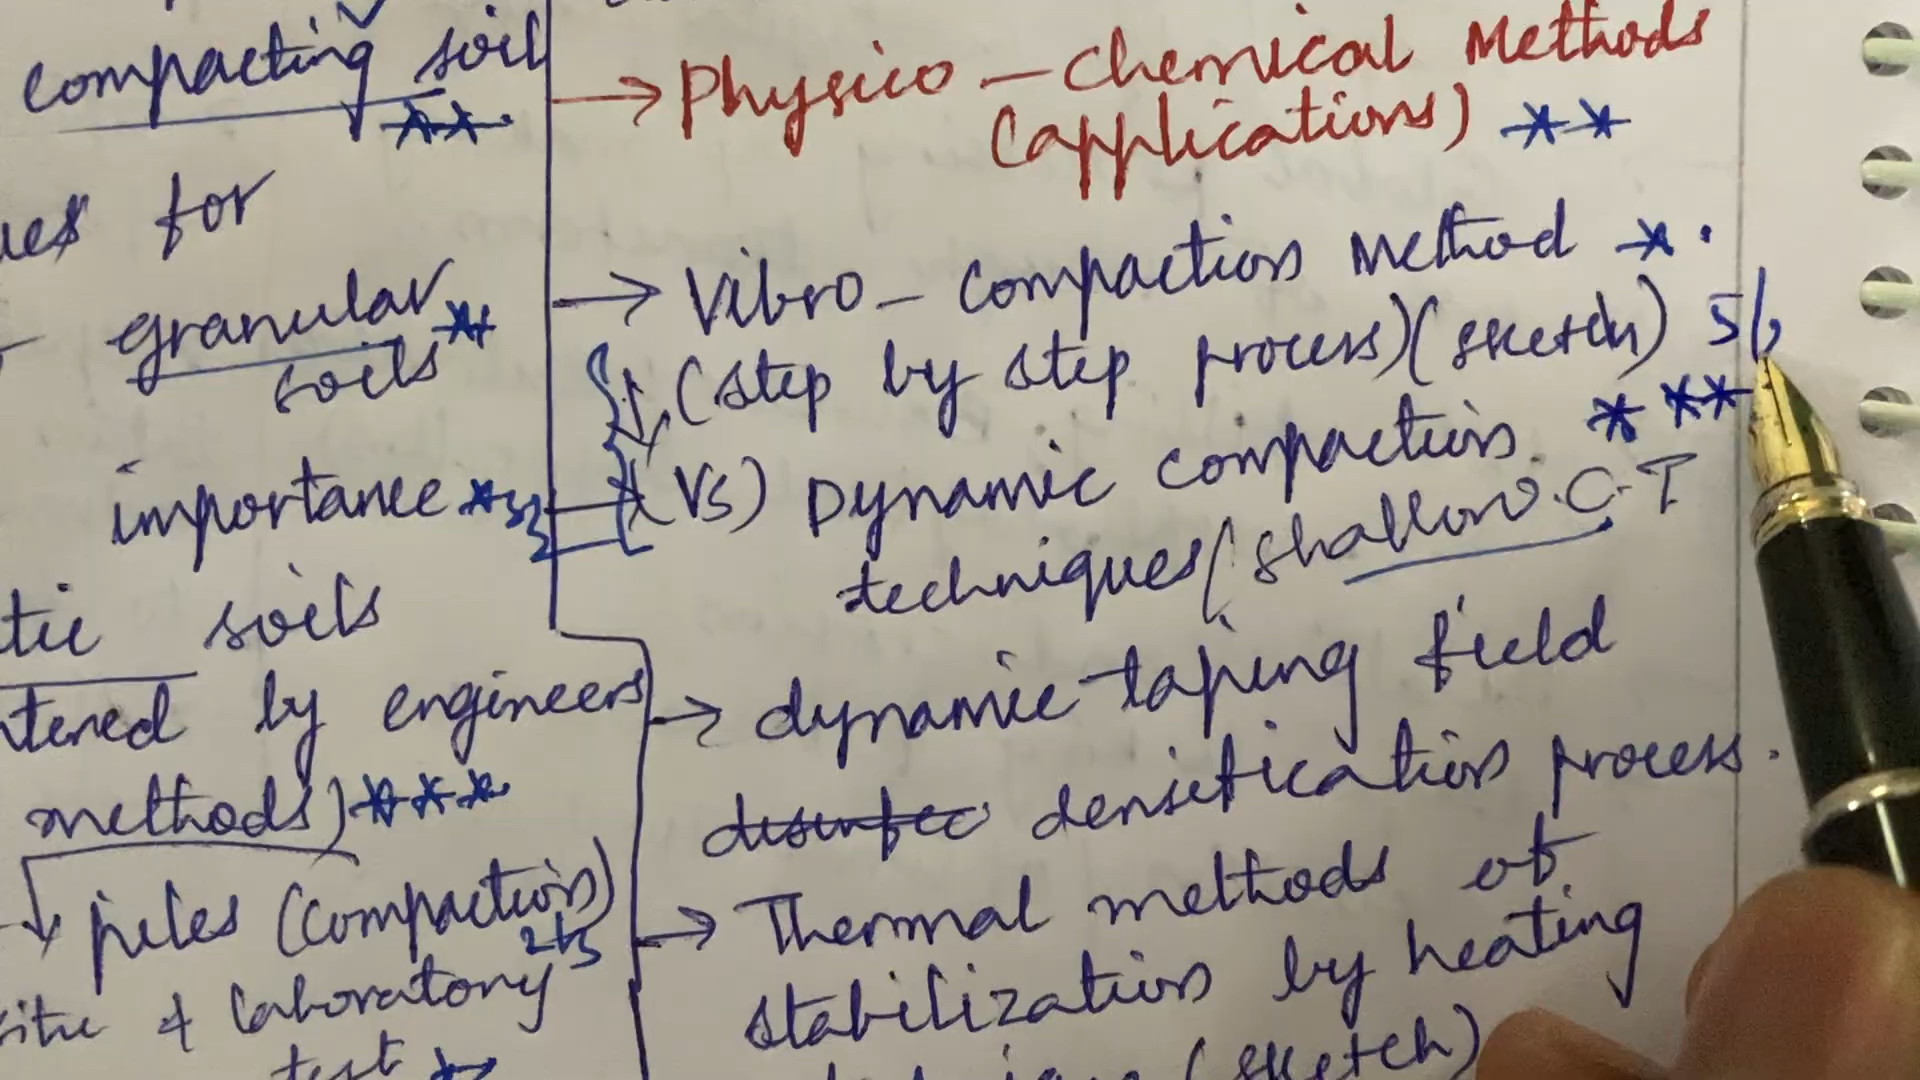 compacting soil
**
for
granular
soils **
importance *
soils
by engineers
methods) ***
piles (compaction)
& laboratory
test *
→ Physico - Chemical Methods
(applications) **
→ Vibro - Compaction Method *
(step by step process) (sketch)
***
(Vs) Dynamic compaction
techniques (shallow C.T
→ dynamic taping field
densification process.
→ Thermal methods of
stabilization by heating
(sketch)